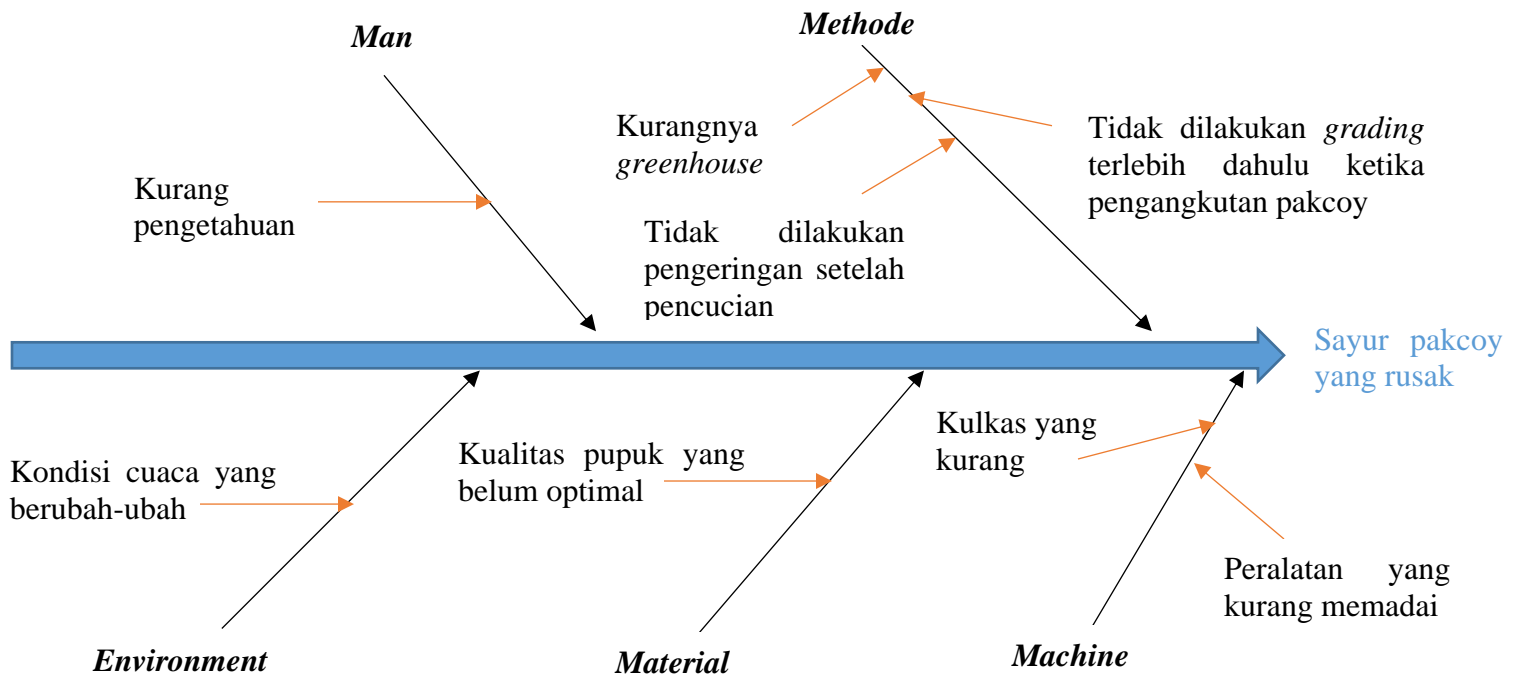 Man
Methode
Kurangnya
greenhouse
Tidak dilakukan grading
terlebih dahulu ketika
pengangkutan pakcoy
Kurang
pengetahuan
Tidak dilakukan
pengeringan setelah
pencucian
Sayur pakcoy
yang rusak
Kondisi cuaca yang
berubah-ubah
Kualitas pupuk yang
belum optimal
Kulkas yang
kurang
Peralatan yang
kurang memadai
Environment
Material
Machine